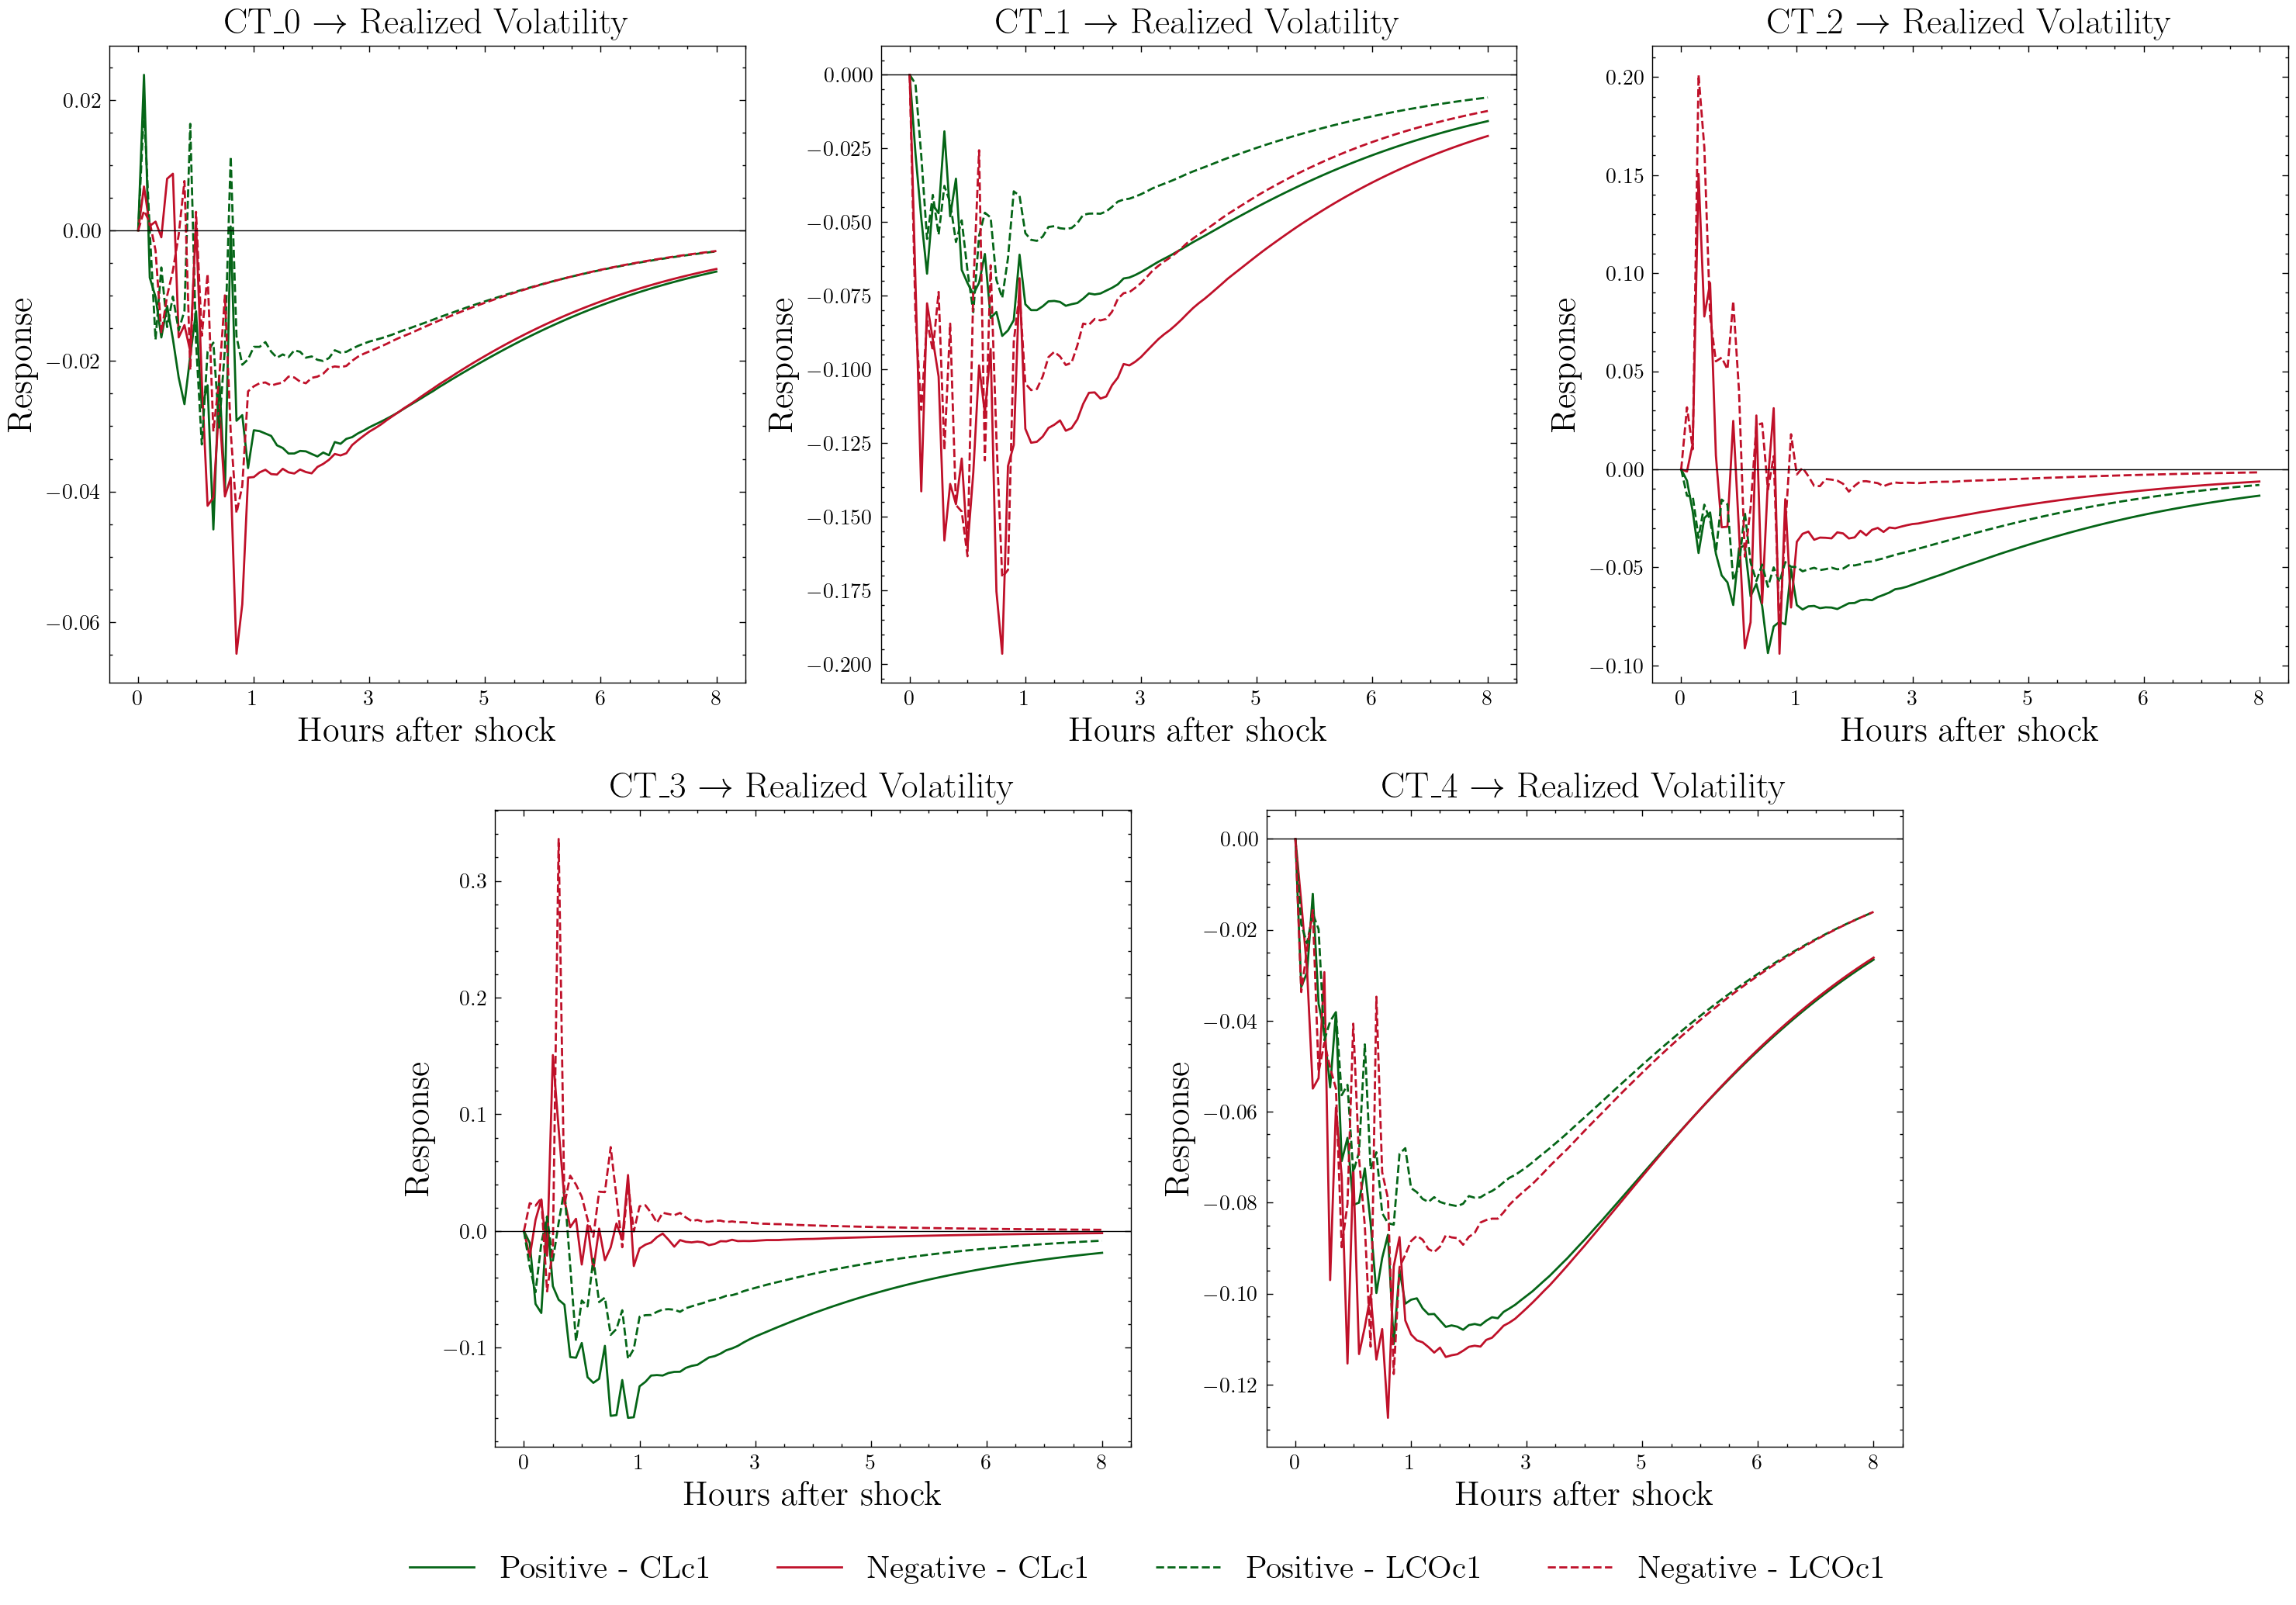 CT_0 → Realized Volatility
CT_1 → Realized Volatility
CT_2 → Realized Volatility
Response
0.02
0.00
−0.02
−0.04
−0.06
0 1 3 5 6 8
Hours after shock
Response
0.000
−0.025
−0.050
−0.075
−0.100
−0.125
−0.150
−0.175
−0.200
0 1 3 5 6 8
Hours after shock
Response
0.20
0.15
0.10
0.05
0.00
−0.05
−0.10
0 1 3 5 6 8
Hours after shock
CT_3 → Realized Volatility
CT_4 → Realized Volatility
Response
0.3
0.2
0.1
0.0
−0.1
0 1 3 5 6 8
Hours after shock
Response
0.00
−0.02
−0.04
−0.06
−0.08
−0.10
−0.12
0 1 3 5 6 8
Hours after shock
Positive - CLc1 Negative - CLc1 Positive - LCOc1 Negative - LCOc1